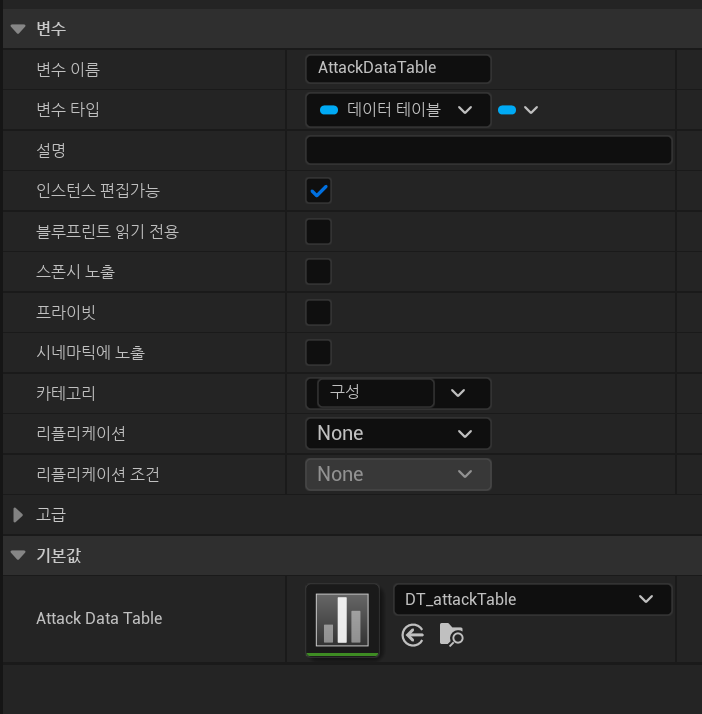 변수
변수 이름 AttackDataTable
변수 타입 데이터 테이블
설명
인스턴스 편집가능
블루프린트 읽기 전용
스폰시 노출
프라이빗
시네마틱에 노출
카테고리 구성
리플리케이션 None
리플리케이션 조건 None
고급
기본값
Attack Data Table DT_attackTable